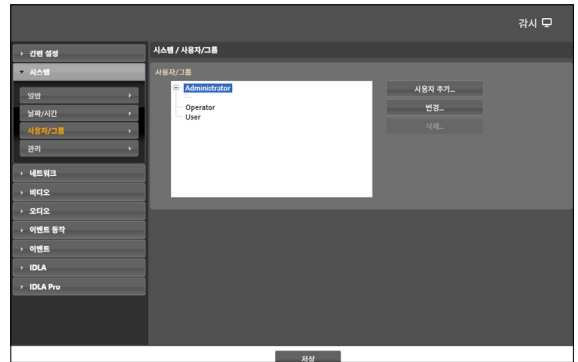 감시
간편 설정
시스템
일반
날짜/시간
사용자/그룹
관리
네트워크
비디오
오디오
이벤트 동작
이벤트
IDLA
IDLA Pro
시스템 / 사용자/그룹
사용자/그룹
Administrator
Operator
User
사용자 추가...
변경...
삭제...
저장